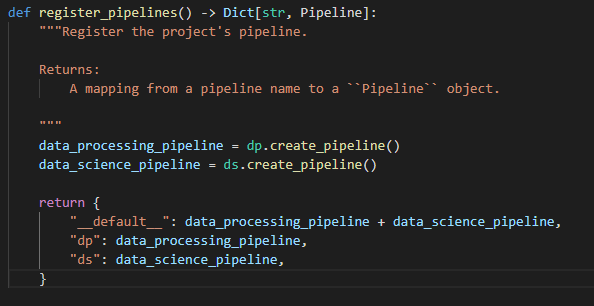 def register_pipelines() -> Dict[str, Pipeline]:
    """Register the project's pipeline.
    Returns:
        A mapping from a pipeline name to a ``Pipeline`` object.
    """
    data_processing_pipeline = dp.create_pipeline()
    data_science_pipeline = ds.create_pipeline()
    return {
        "__default__": data_processing_pipeline + data_science_pipeline,
        "dp": data_processing_pipeline,
        "ds": data_science_pipeline,
    }